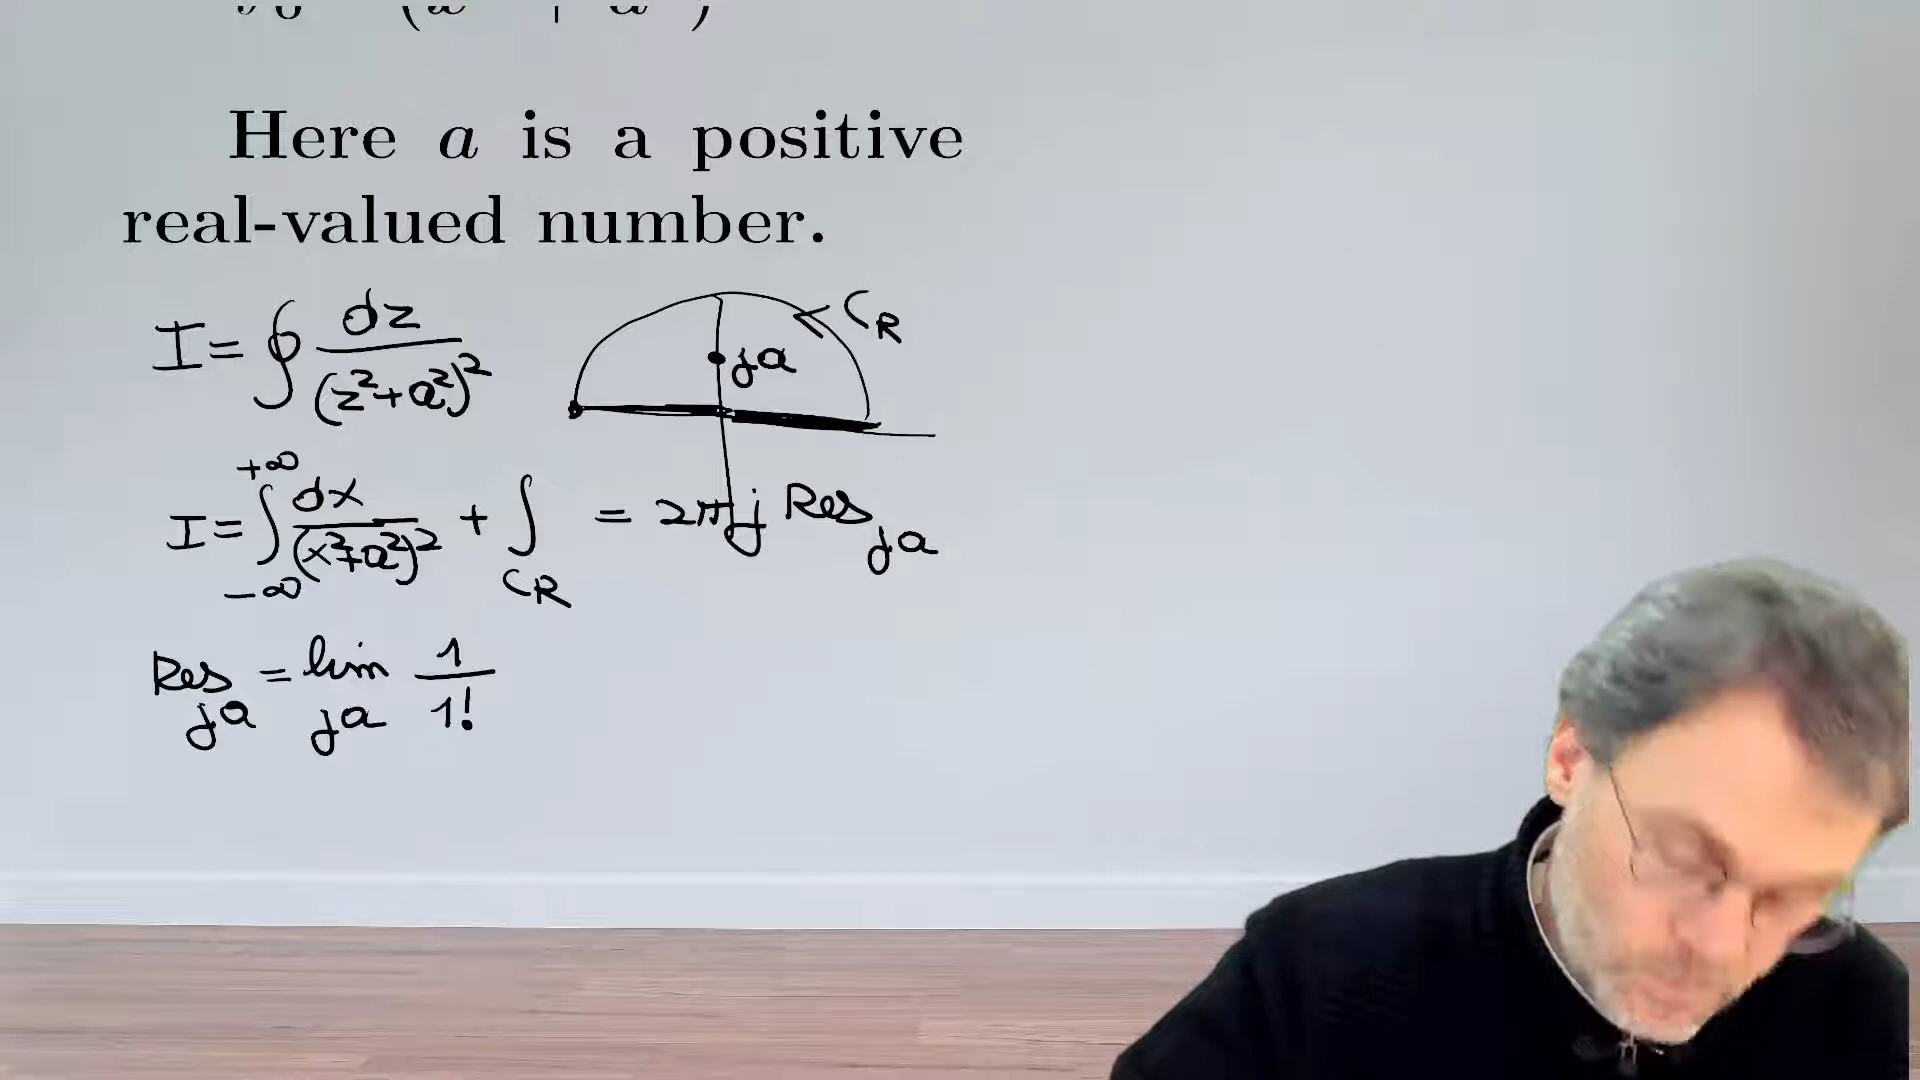 Here a is a positive
real-valued number.
I = ∮ dz / (z² + a²)²
C_R
ja
I = ∫_{-∞}^{+∞} dx / (x² + a²)² + ∫_{CR} = 2πj Res_{ja}
Res_{ja} = lim_{ja} 1/1!